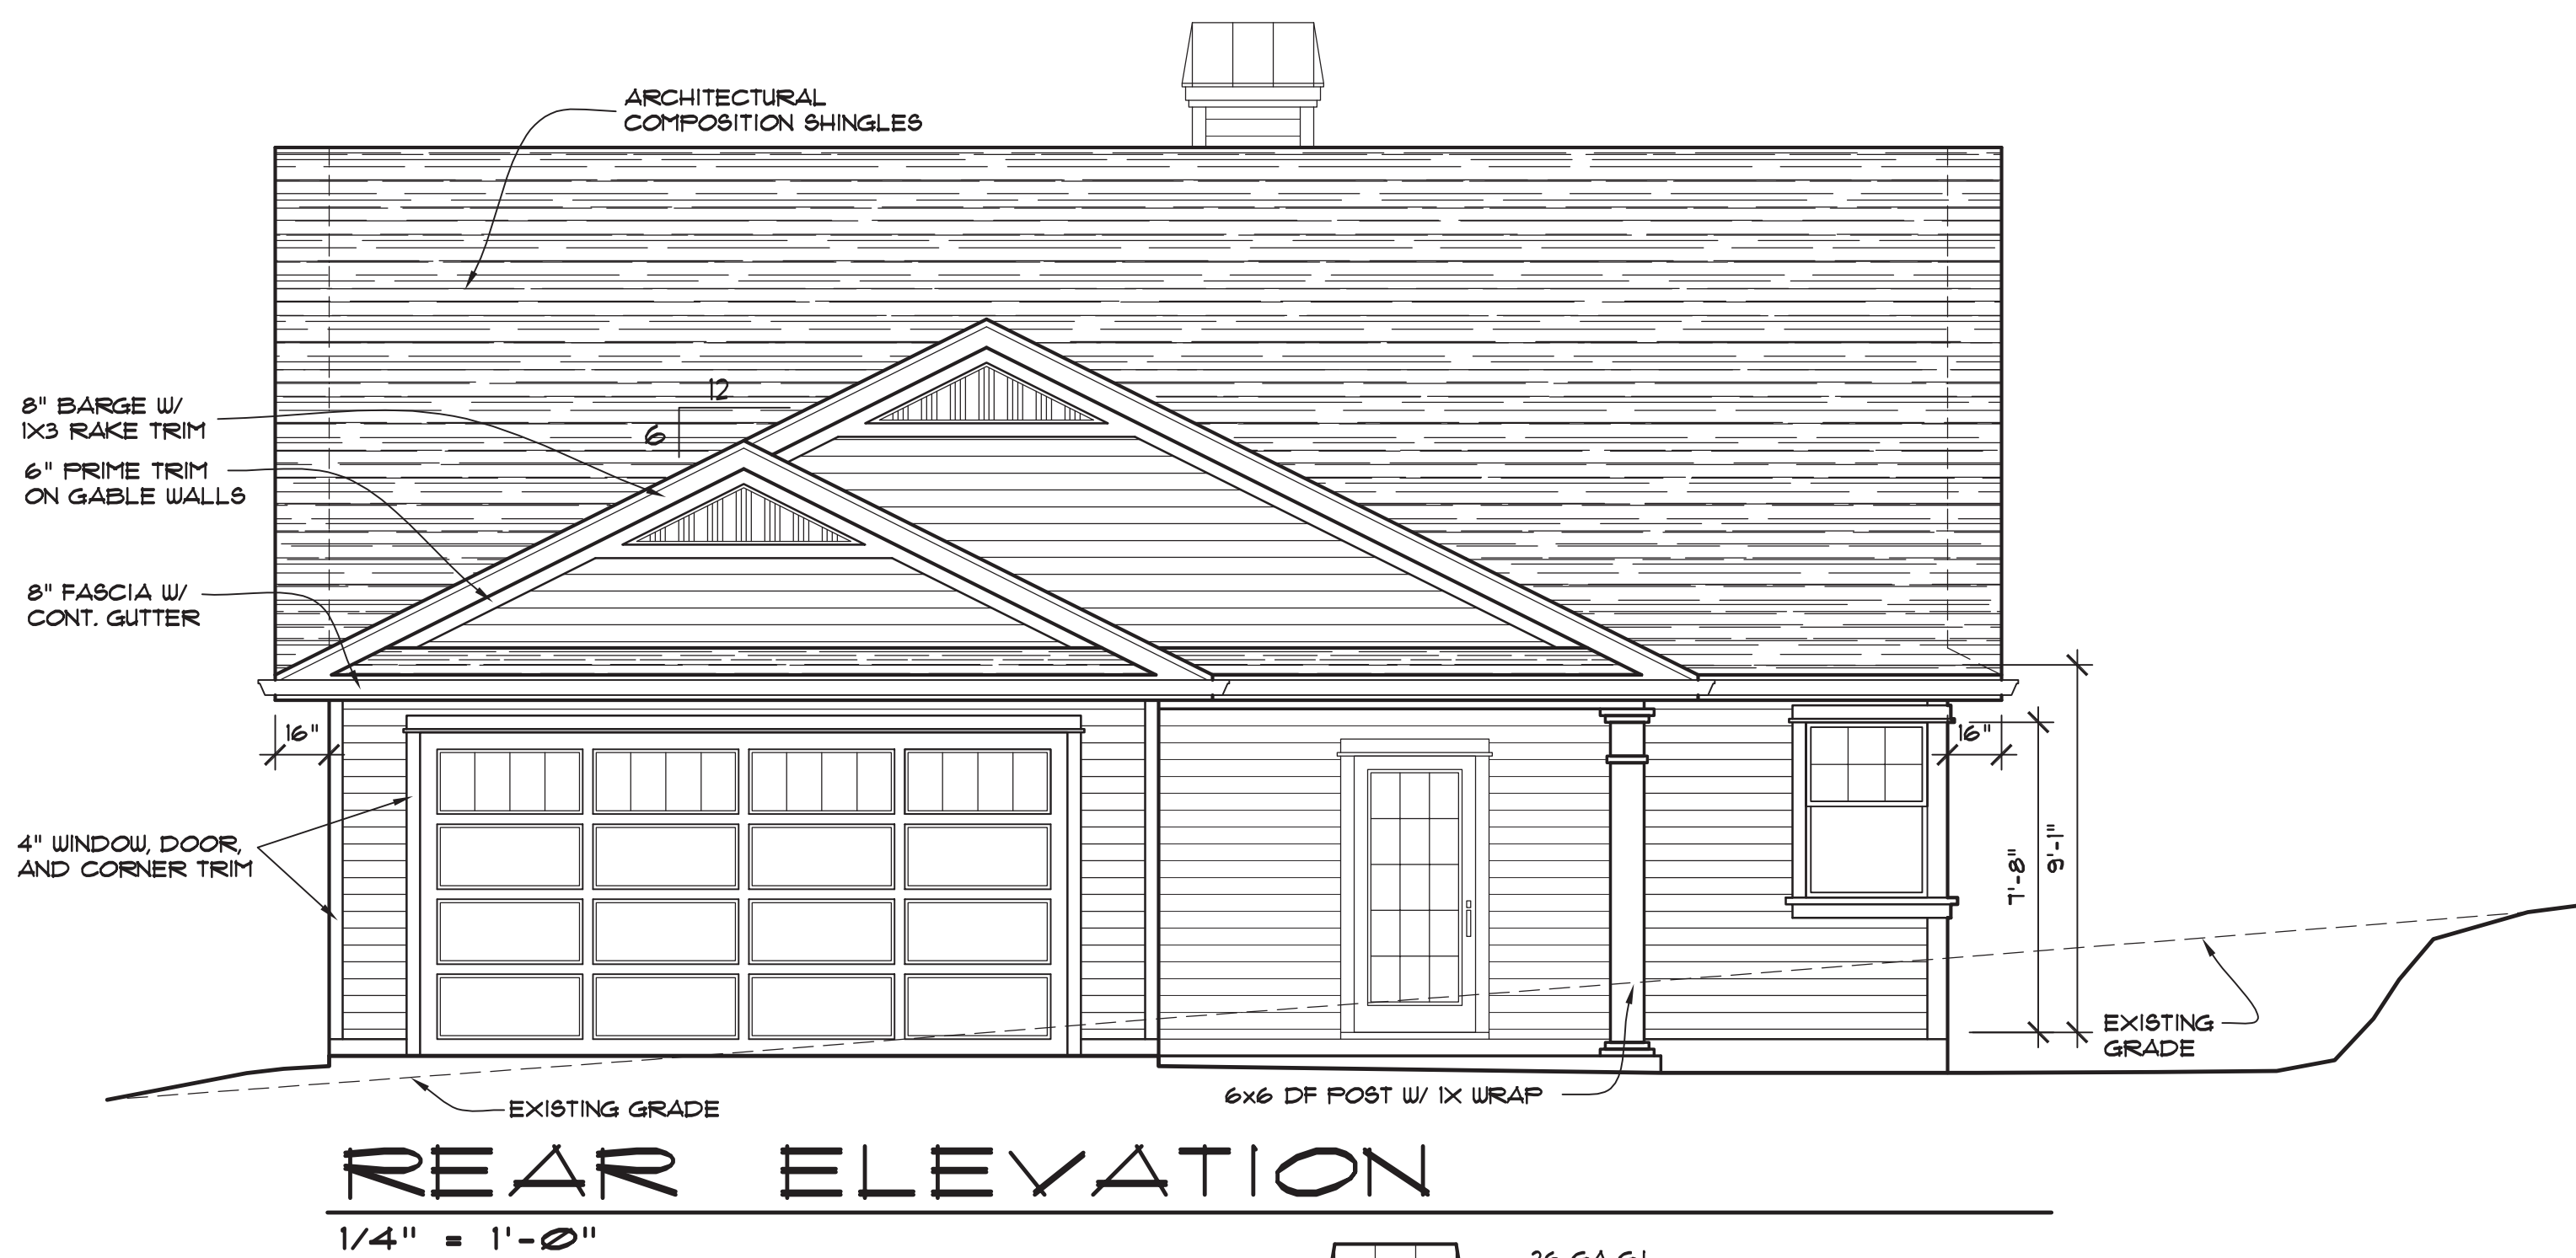 ARCHITECTURAL
COMPOSITION SHINGLES
12
6
8" BARGE W/
1X3 RAKE TRIM
6" PRIME TRIM
ON GABLE WALLS
8" FASCIA W/
CONT. GUTTER
16"
16"
4" WINDOW, DOOR,
AND CORNER TRIM
7'-8"
9'-1"
EXISTING
GRADE
6x6 DF POST W/ 1X WRAP
EXISTING GRADE
REAR ELEVATION
1/4" = 1'-0"